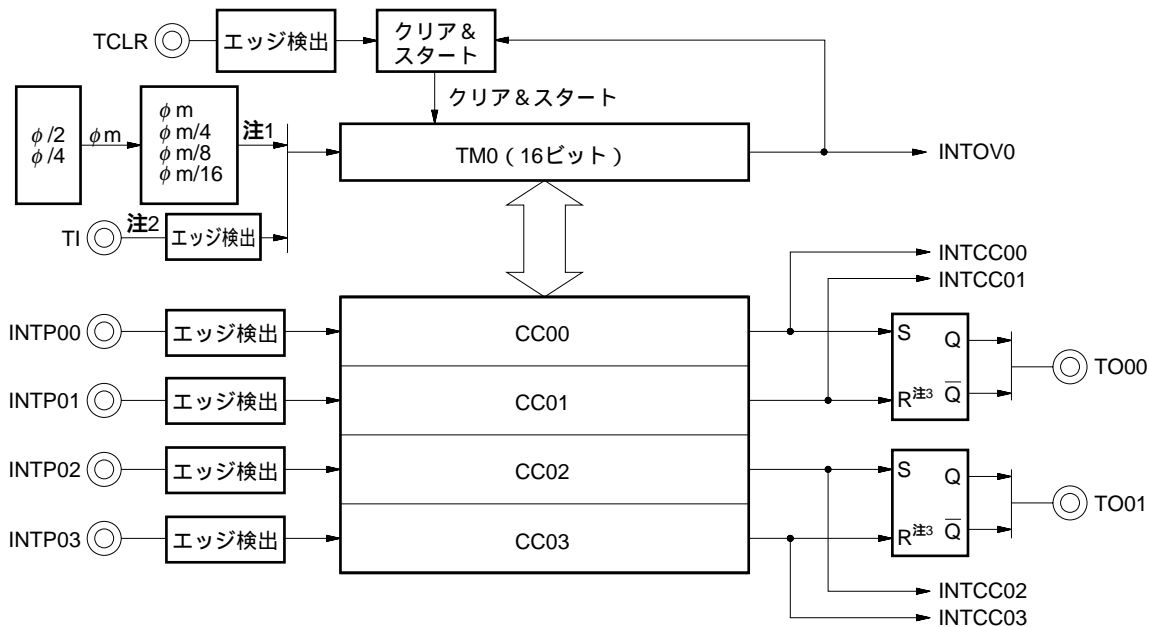 TCLR
エッジ検出
クリア&
スタート
クリア&スタート
φ/2
φ/4
φm
φm
φm/4
φm/8
φm/16
注1
TM0(16ビット)
INTOV0
TI
注2
エッジ検出
INTCC00
INTCC01
INTP00
エッジ検出
CC00
S
Q
TO00
INTP01
エッジ検出
CC01
R注3
Q̅
INTP02
エッジ検出
CC02
S
Q
TO01
INTP03
エッジ検出
CC03
R注3
Q̅
INTCC02
INTCC03